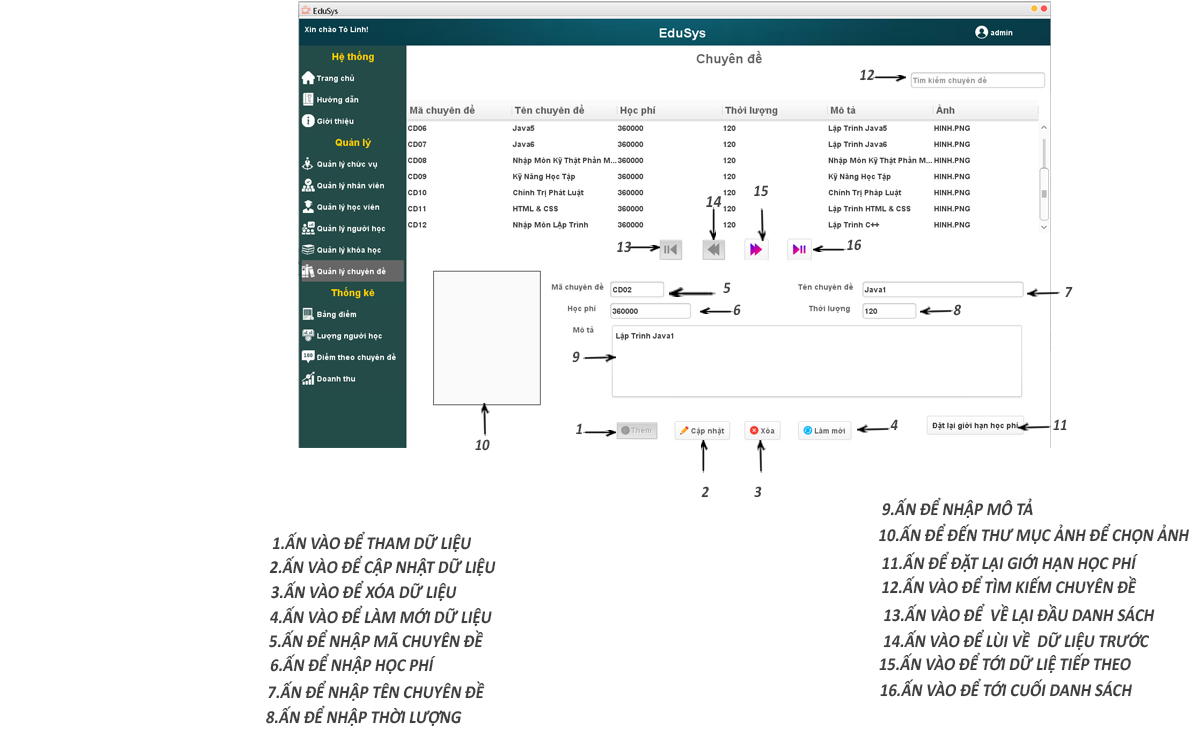 EduSys
Xin chào Tô Linh!
EduSys
admin
Hệ thống
Trang chủ
Hướng dẫn
Giới thiệu
Quản lý
Quản lý chức vụ
Quản lý nhân viên
Quản lý học viên
Quản lý người học
Quản lý khóa học
Quản lý chuyên đề
Thống kê
Bảng điểm
Lượng người học
Điểm theo chuyên đề
Doanh thu
Chuyên đề
12
Tìm kiếm chuyên đề
Mã chuyên đề Tên chuyên đề Học phí Thời lượng Mô tả Ảnh
CD06 Java5 360000 120 Lập Trình Java5 HINH.PNG
CD07 Java6 360000 120 Lập Trình Java6 HINH.PNG
CD08 Nhập Môn Kỹ Thật Phần M... 360000 120 Nhập Môn Kỹ Thật Phần M... HINH.PNG
CD09 Kỹ Năng Học Tập 360000 120 Kỹ Năng Học Tập HINH.PNG
CD10 Chính Trị Phát Luật 360000 120 Chính Trị Pháp Luật HINH.PNG
CD11 HTML & CSS 360000 120 Lập Trình HTML & CSS HINH.PNG
CD12 Nhập Môn LẬp Trình 360000 120 Lập Trình C++ HINH.PNG
13 14 15 16
Mã chuyên đề CD02 5 Tên chuyên đề Java1 7
Học phí 360000 6 Thời lượng 120 8
Mô tả Lập Trình Java1
9
10
1 Thêm Cập nhật Xóa Làm mới 4 Đặt lại giới hạn học phí 11
2 3
1.ẤN VÀO ĐỂ THAM DỮ LIỆU
2.ẤN VÀO ĐỂ CẬP NHẬT DỮ LIỆU
3.ẤN VÀO ĐỂ XÓA DỮ LIỆU
4.ẤN VÀO ĐỂ LÀM MỚI DỮ LIỆU
5.ẤN ĐỂ NHẬP MÃ CHUYÊN ĐỀ
6.ẤN ĐỂ NHẬP HỌC PHÍ
7.ẤN ĐỂ NHẬP TÊN CHUYÊN ĐỀ
8.ẤN ĐỂ NHẬP THỜI LƯỢNG
9.ẤN ĐỂ NHẬP MÔ TẢ
10.ẤN ĐỂ ĐẾN THƯ MỤC ẢNH ĐỂ CHỌN ẢNH
11.ẤN ĐỂ ĐẶT LẠI GIỚI HẠN HỌC PHÍ
12.ẤN VÀO ĐỂ TÌM KIẾM CHUYÊN ĐỀ
13.ẤN VÀO ĐỂ VỀ LẠI ĐẦU DANH SÁCH
14.ẤN VÀO ĐỂ LÙI VỀ DỮ LIỆU TRƯỚC
15.ẤN VÀO ĐỂ TỚI DỮ LIỆ TIẾP THEO
16.ẤN VÀO ĐỂ TỚI CUỐI DANH SÁCH